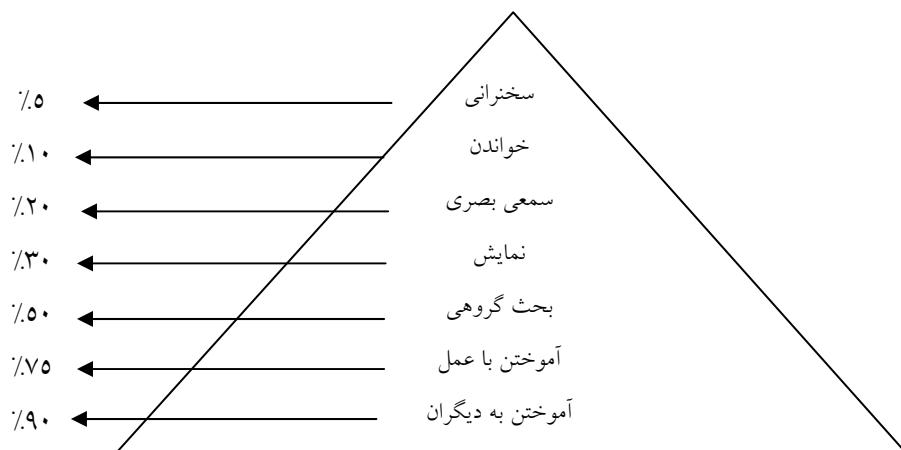 سخنرانی ٪۵
خواندن ٪۱۰
سمعی بصری ٪۲۰
نمایش ٪۳۰
بحث گروهی ٪۵۰
آموختن با عمل ٪۷۵
آموختن به دیگران ٪۹۰